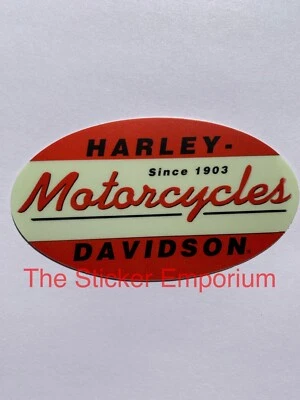 HARLEY-
Since 1903
Motorcycles
DAVIDSON
The Sticker Emporium